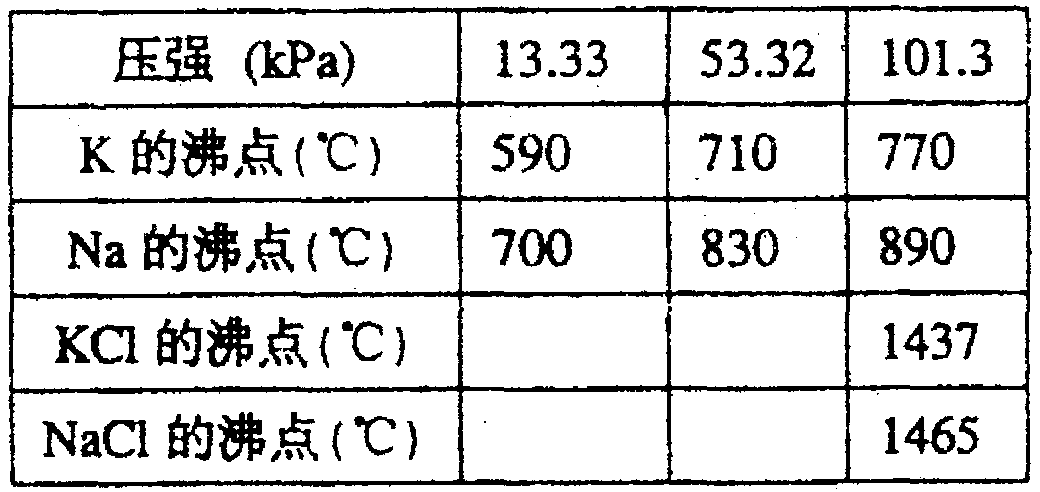 压强 (kPa) 13.33 53.32 101.3
K 的沸点(℃) 590 710 770
Na 的沸点(℃) 700 830 890
KCl 的沸点(℃) 1437
NaCl 的沸点(℃) 1465